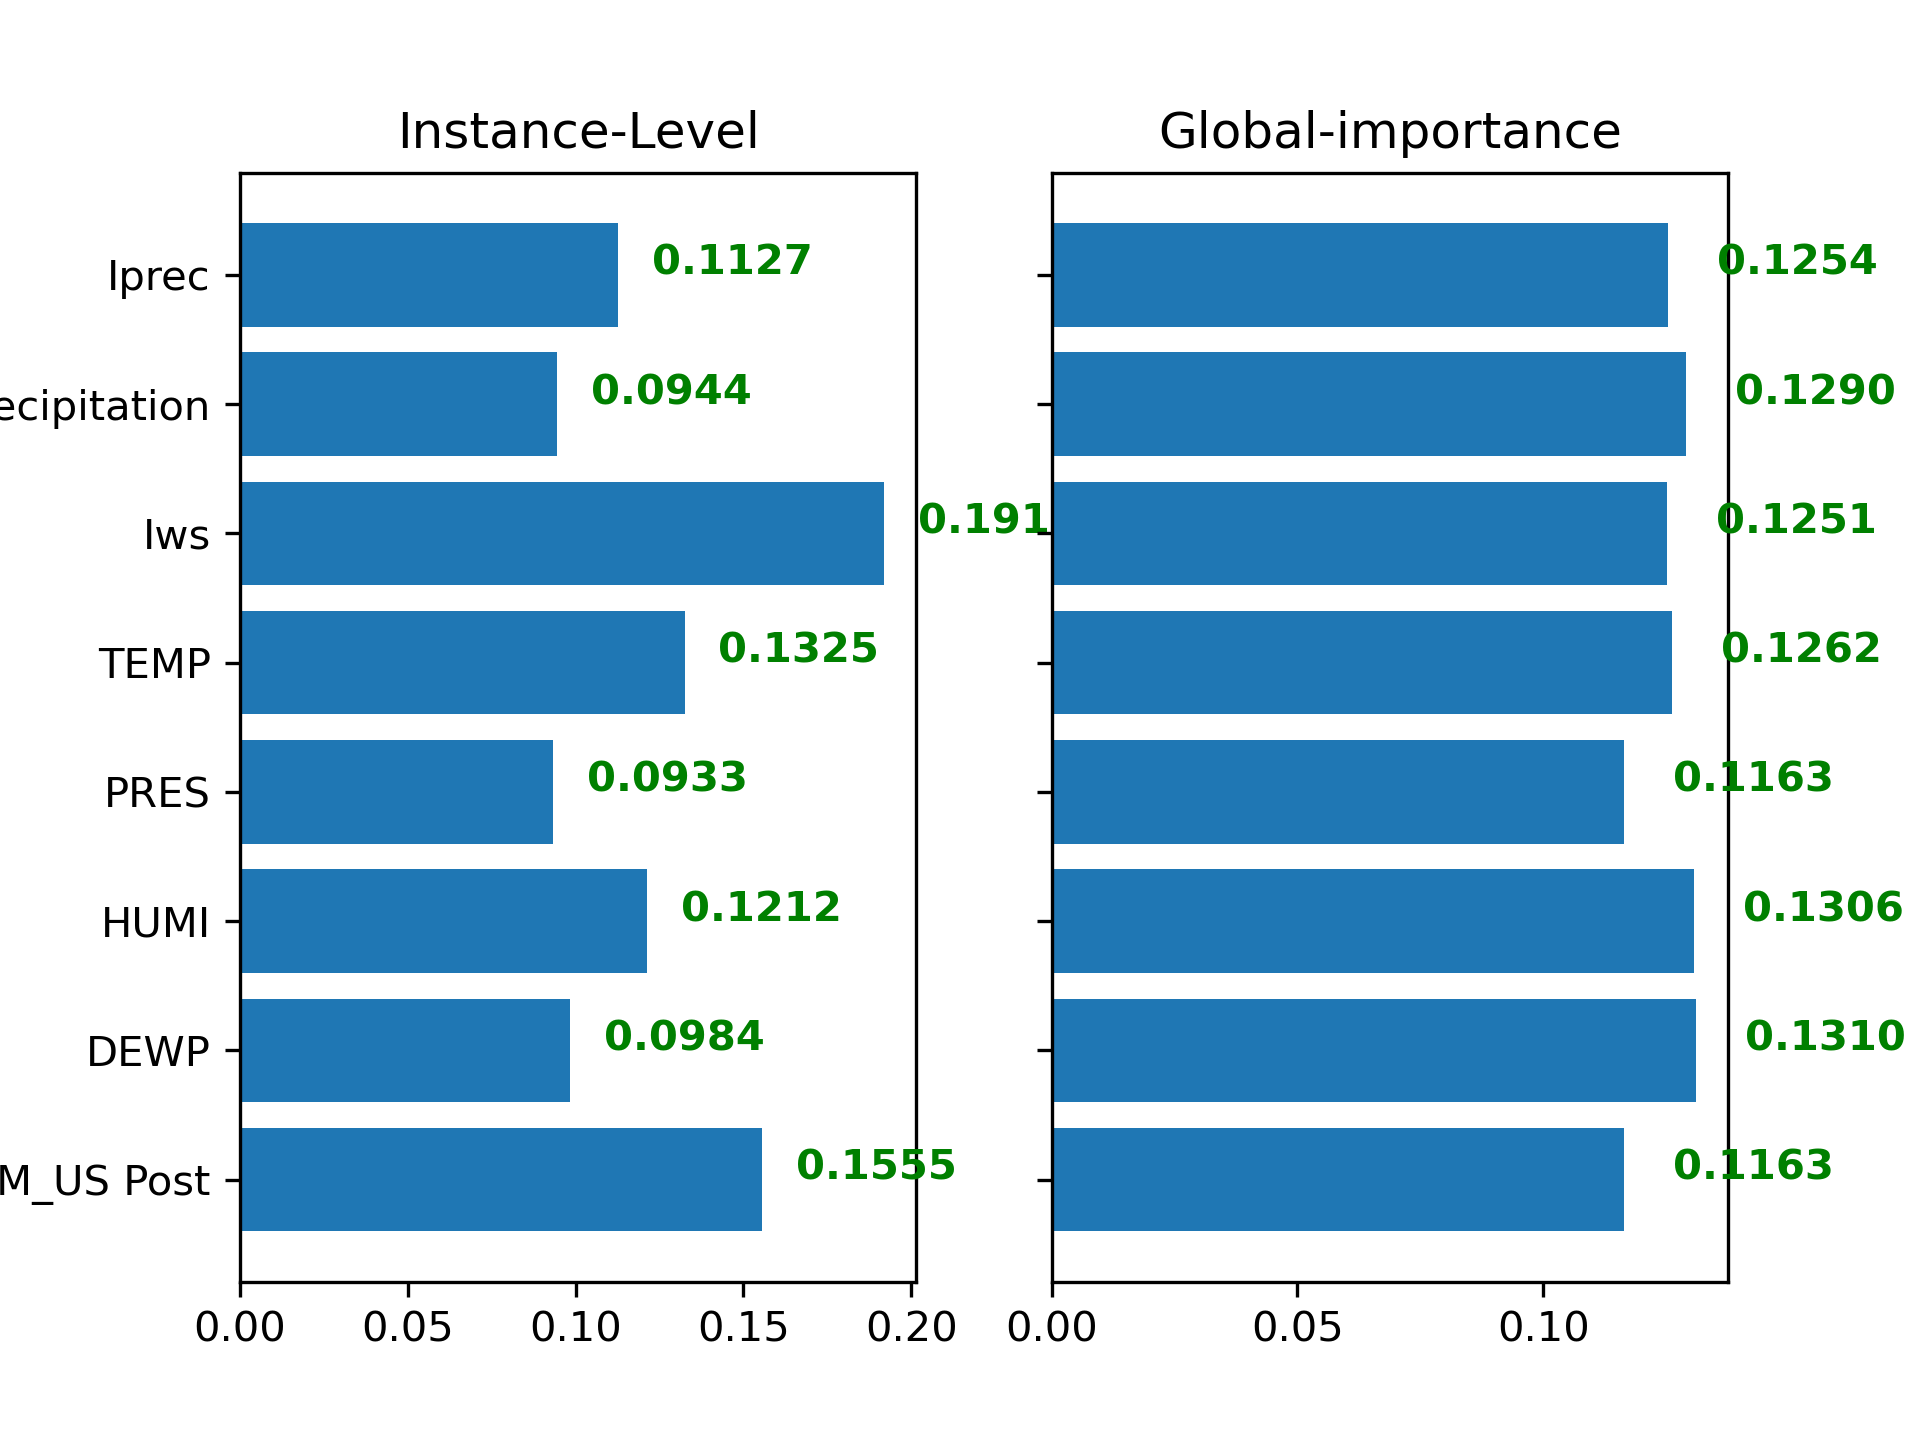 Instance-Level Global-importance
Iprec 0.1127 0.1254
ecipitation 0.0944 0.1290
Iws 0.191 0.1251
TEMP 0.1325 0.1262
PRES 0.0933 0.1163
HUMI 0.1212 0.1306
DEWP 0.0984 0.1310
M_US Post 0.1555 0.1163
0.00 0.05 0.10 0.15 0.20 0.00 0.05 0.10